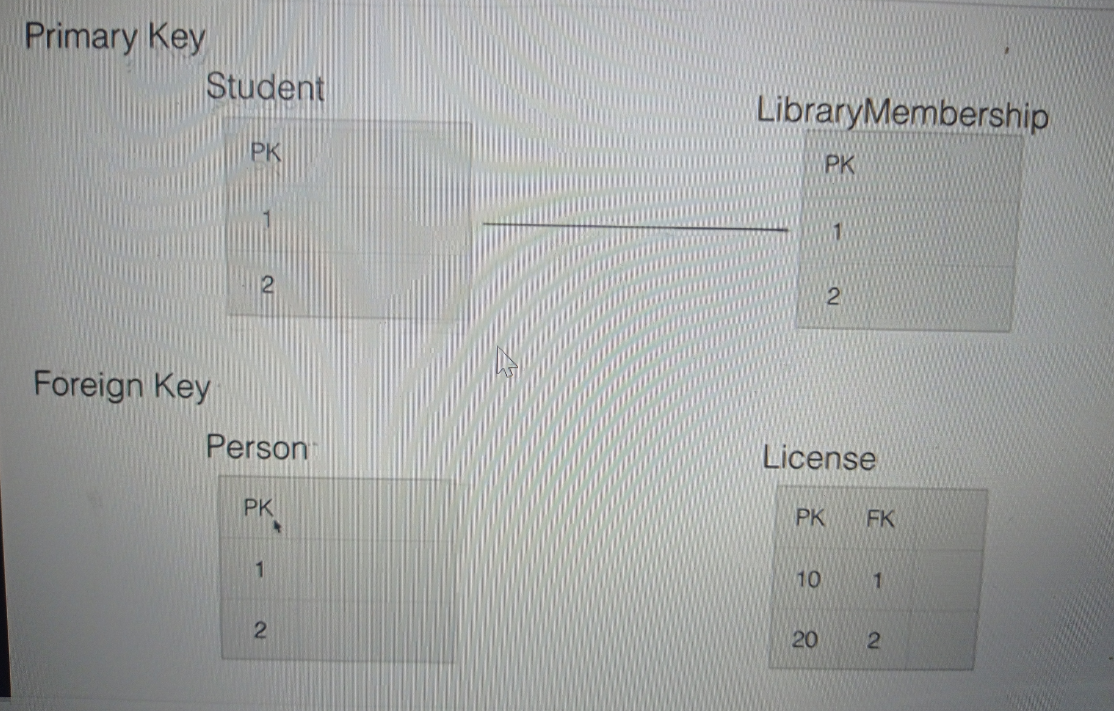 Primary Key
Student
LibraryMembership
PK
PK
1
1
2
2
Foreign Key
Person
License
PK
PK FK
1
10 1
2
20 2